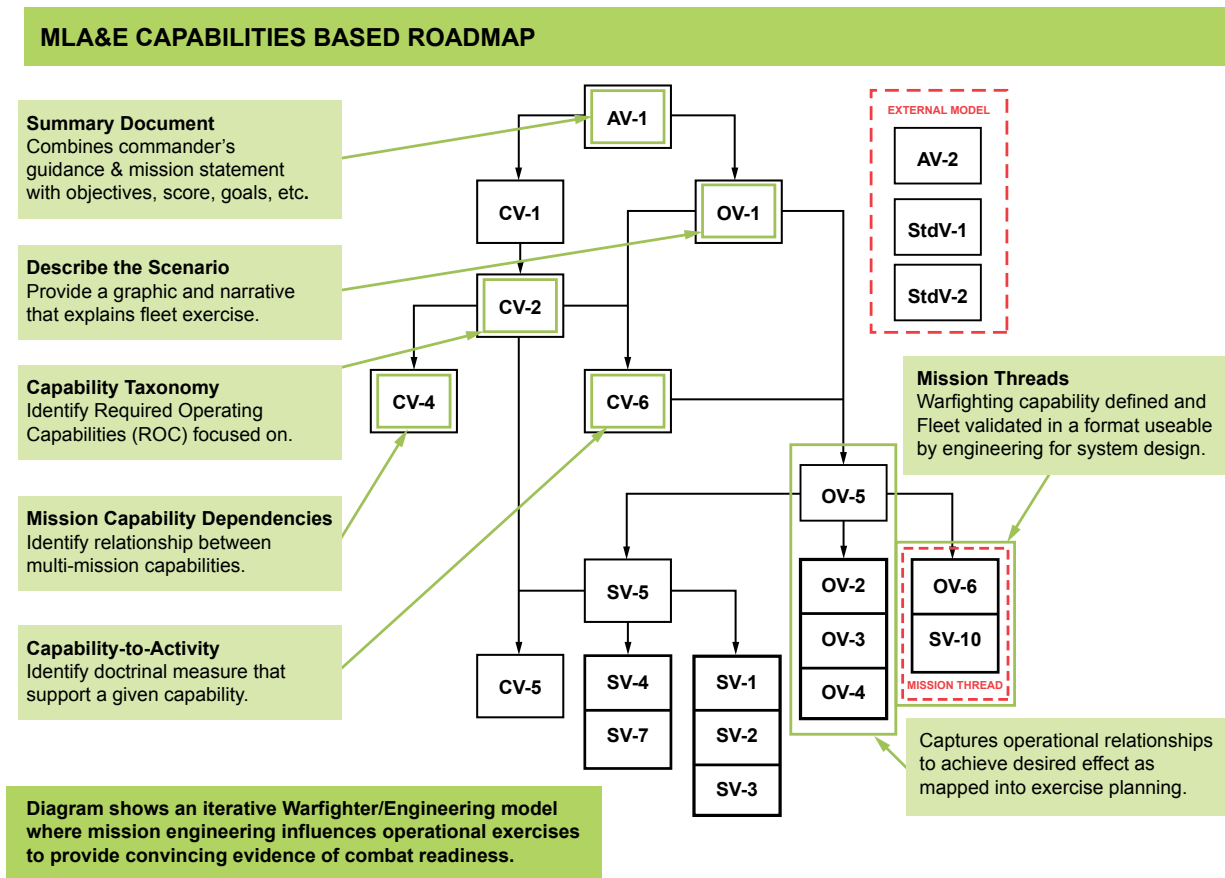 MLA&E CAPABILITIES BASED ROADMAP
Summary Document
Combines commander's
guidance & mission statement
with objectives, score, goals, etc.
Describe the Scenario
Provide a graphic and narrative
that explains fleet exercise.
Capability Taxonomy
Identify Required Operating
Capabilities (ROC) focused on.
Mission Capability Dependencies
Identify relationship between
multi-mission capabilities.
Capability-to-Activity
Identify doctrinal measure that
support a given capability.
AV-1
CV-1
OV-1
CV-2
CV-4
CV-6
OV-5
SV-5
CV-5
SV-4
SV-7
SV-1
SV-2
SV-3
OV-2
OV-3
OV-4
OV-6
SV-10
MISSION THREAD
EXTERNAL MODEL
AV-2
StdV-1
StdV-2
Mission Threads
Warfighting capability defined and
Fleet validated in a format useable
by engineering for system design.
Captures operational relationships
to achieve desired effect as
mapped into exercise planning.
Diagram shows an iterative Warfighter/Engineering model
where mission engineering influences operational exercises
to provide convincing evidence of combat readiness.